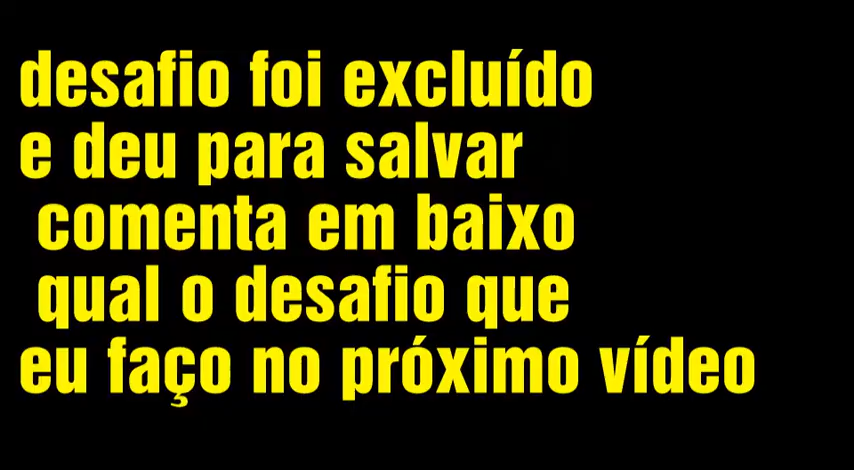 desafio foi excluído
e deu para salvar
comenta em baixo
qual o desafio que
eu faço no próximo vídeo